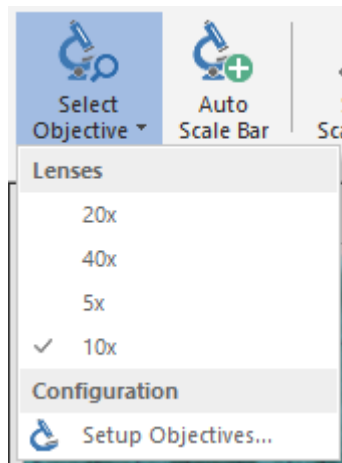 Select
Objective
Auto
Scale Bar
Lenses
20x
40x
5x
10x
Configuration
Setup Objectives...